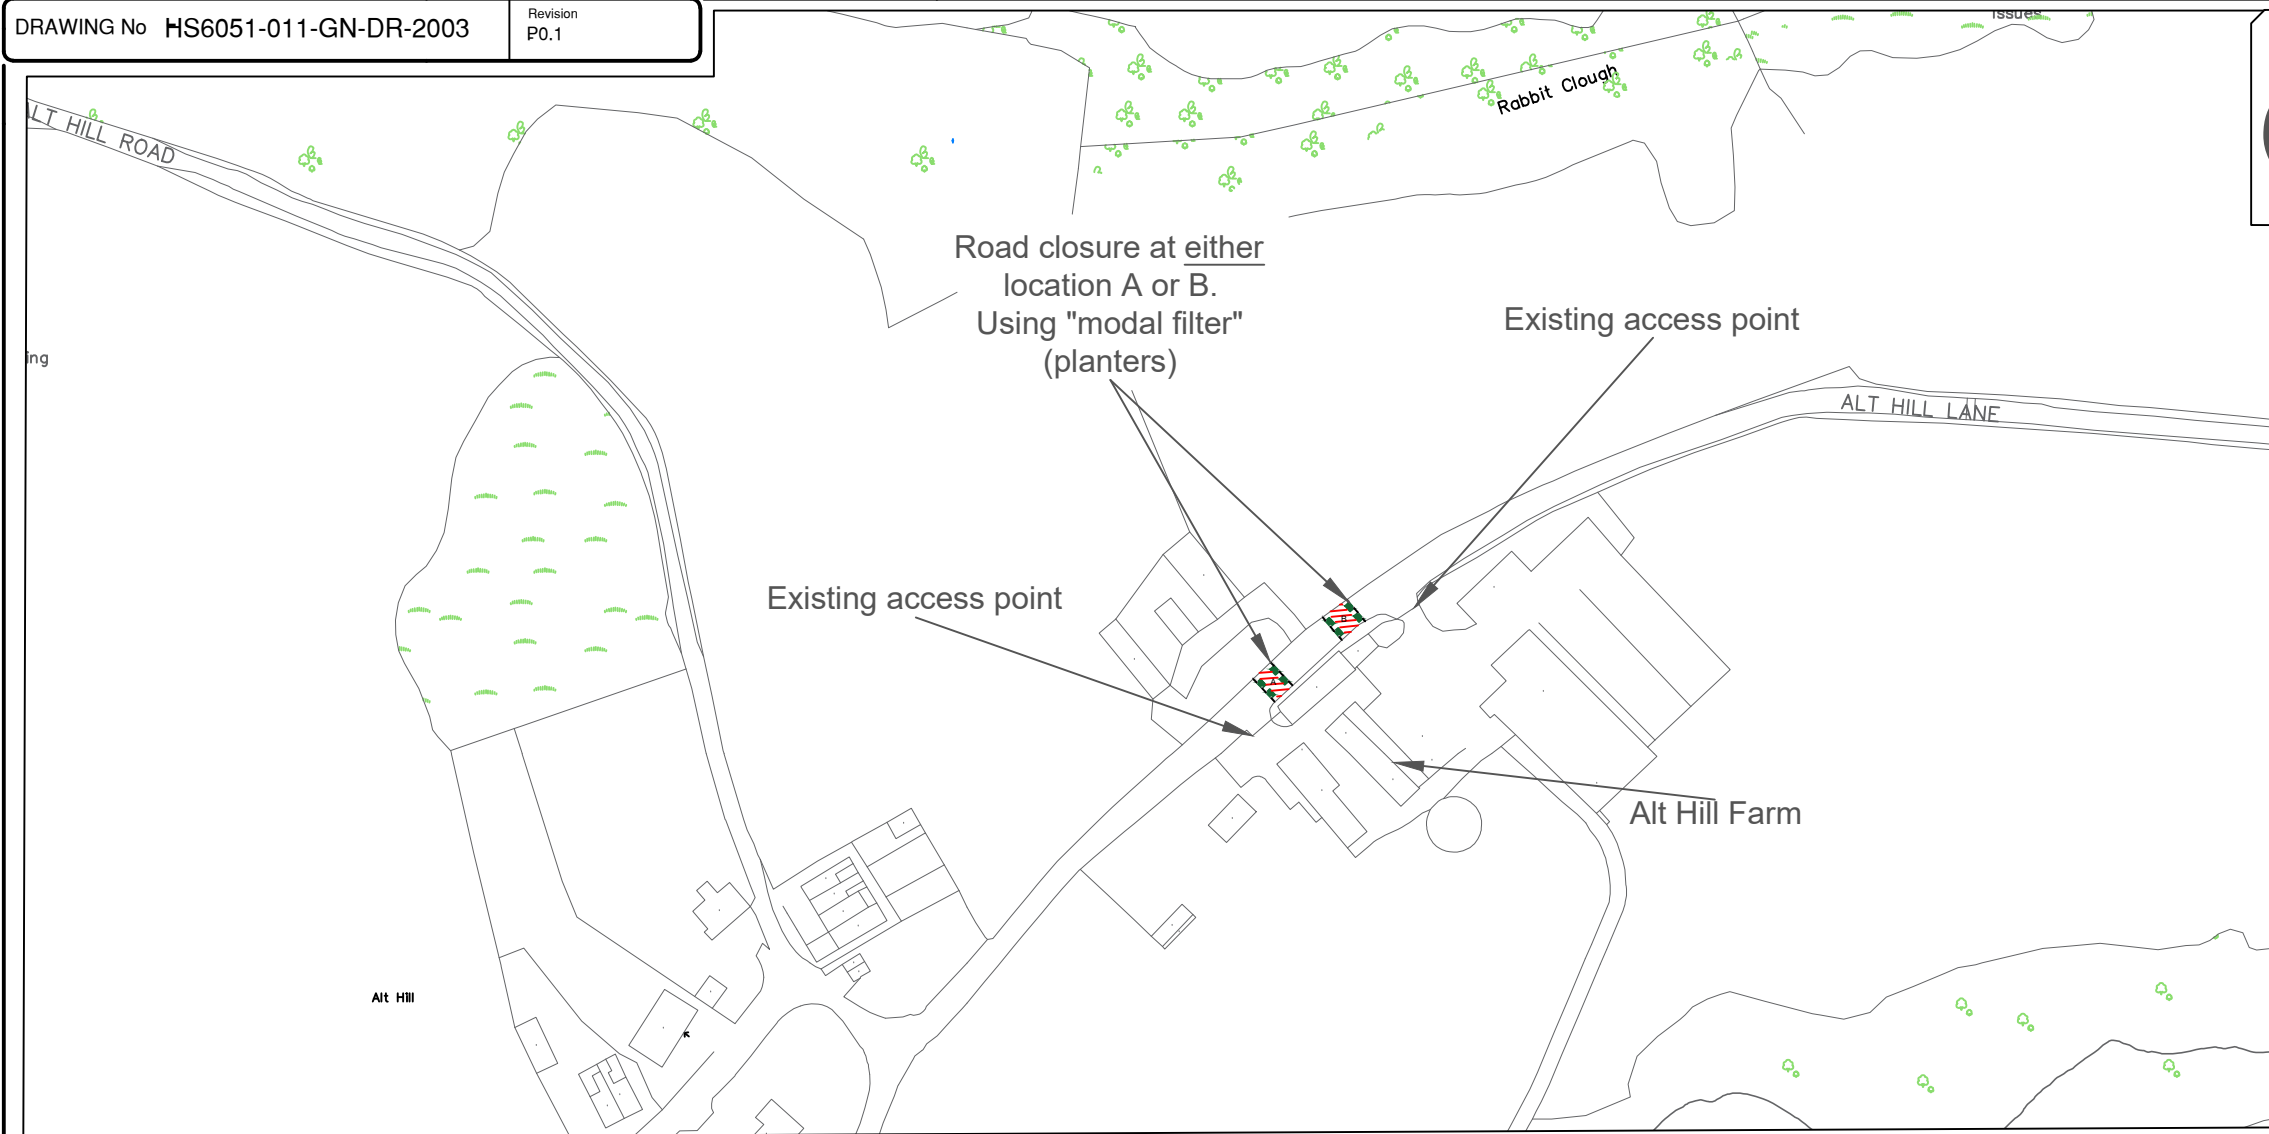 DRAWING No HS6051-011-GN-DR-2003
Revision
P0.1
Issues
Rabbit Clough
ALT HILL ROAD
Road closure at either
location A or B.
Using "modal filter"
(planters)
Existing access point
ing
ALT HILL LANE
Existing access point
B
A
Alt Hill Farm
Alt Hill